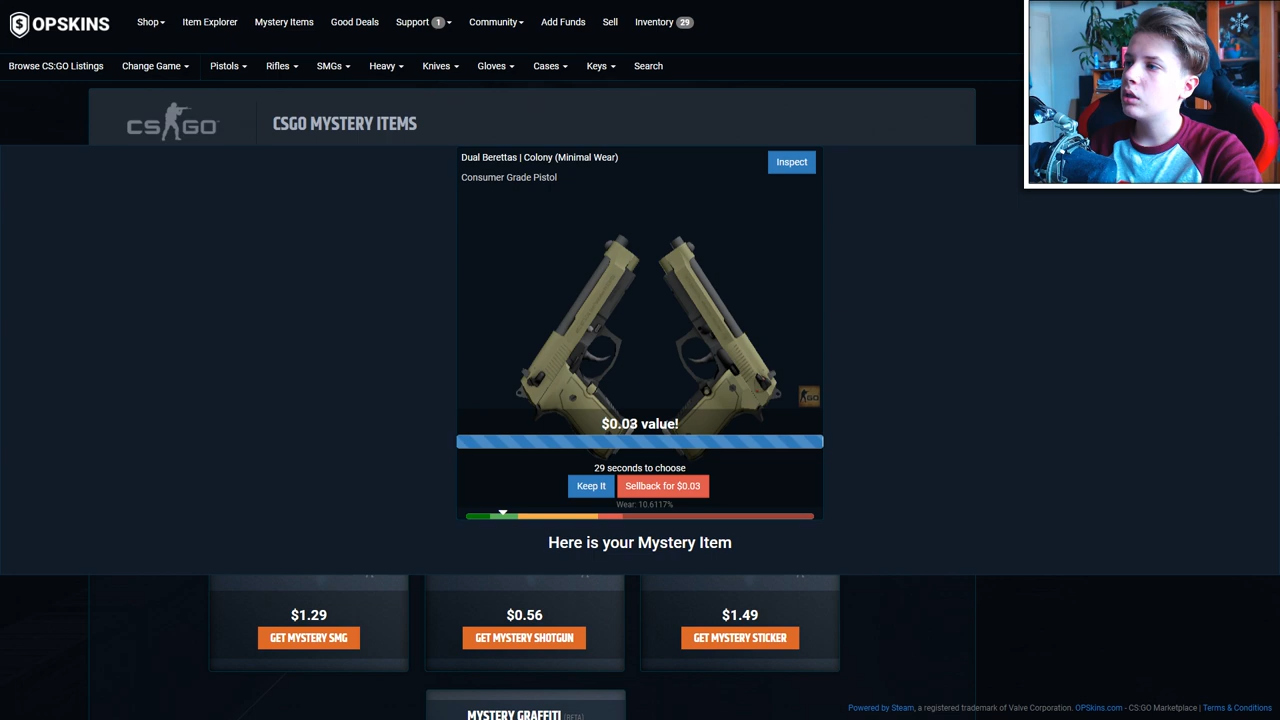 OPSKINS
Shop
Item Explorer
Mystery Items
Good Deals
Support 1
Community
Add Funds
Sell
Inventory 29
Browse CS:GO Listings
Change Game
Pistols
Rifles
SMGs
Heavy
Knives
Gloves
Cases
Keys
Search
CS GO
CSGO MYSTERY ITEMS
Dual Berettas | Colony (Minimal Wear)
Inspect
Consumer Grade Pistol
GO
$0.03 value!
29 seconds to choose
Keep It
Sellback for $0.03
Wear: 10.6117%
Here is your Mystery Item
$1.29
$0.56
$1.49
GET MYSTERY SMG
GET MYSTERY SHOTGUN
GET MYSTERY STICKER
MYSTERY GRAFFITI [BETA]
Powered by Steam, a registered trademark of Valve Corporation. OPSkins.com - CS:GO Marketplace | Terms & Conditions